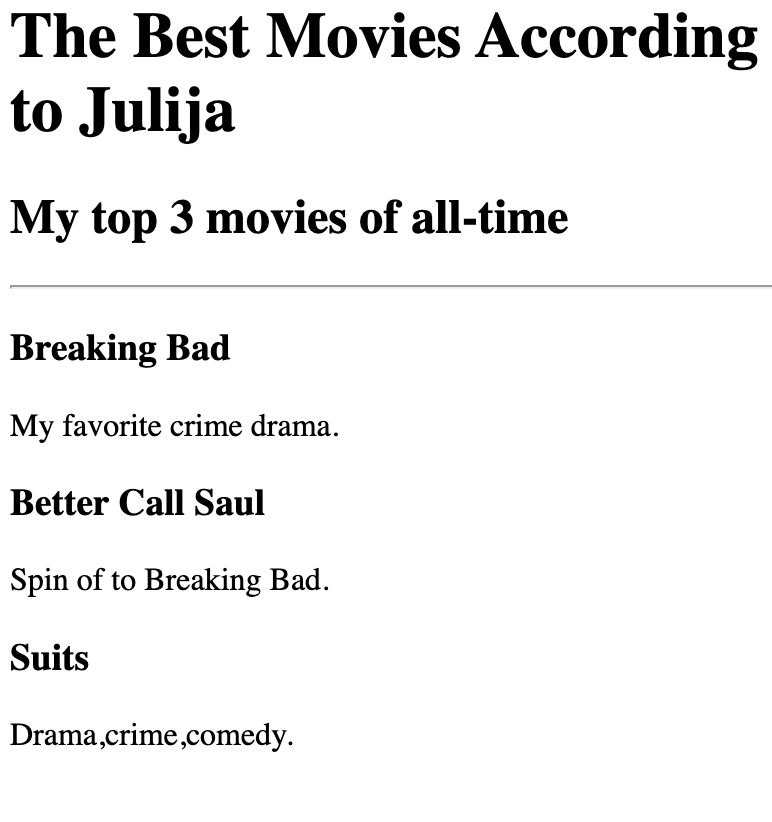 The Best Movies According
to Julija
My top 3 movies of all-time
Breaking Bad
My favorite crime drama.
Better Call Saul
Spin of to Breaking Bad.
Suits
Drama,crime,comedy.